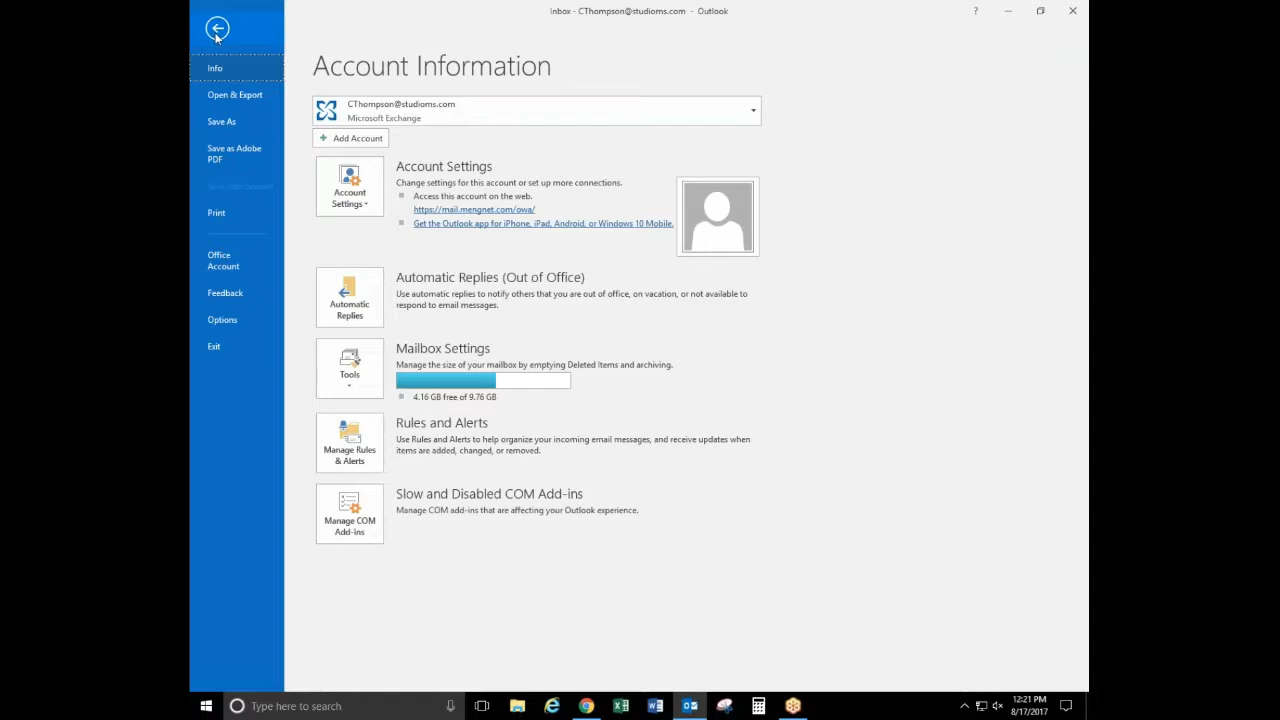 Inbox - CThompson@studioms.com - Outlook
?
Info
Open & Export
Save As
Save as Adobe
PDF
Print
Office
Account
Feedback
Options
Exit
Account Information
CThompson@studioms.com
Microsoft Exchange
+ Add Account
Account
Settings
Account Settings
Change settings for this account or set up more connections.
Access this account on the web.
https://mail.mengnet.com/owa/
Get the Outlook app for iPhone, iPad, Android, or Windows 10 Mobile.
Automatic
Replies
Automatic Replies (Out of Office)
Use automatic replies to notify others that you are out of office, on vacation, or not available to
respond to email messages.
Tools
Mailbox Settings
Manage the size of your mailbox by emptying Deleted Items and archiving.
4.16 GB free of 9.76 GB
Manage Rules
& Alerts
Rules and Alerts
Use Rules and Alerts to help organize your incoming email messages, and receive updates when
items are added, changed, or removed.
Manage COM
Add-ins
Slow and Disabled COM Add-ins
Manage COM add-ins that are affecting your Outlook experience.
Type here to search
12:21 PM
8/17/2017